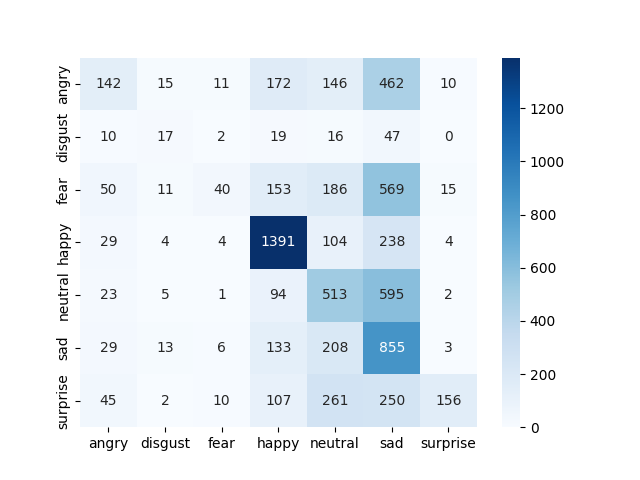 angry 142 15 11 172 146 462 10
disgust 10 17 2 19 16 47 0
fear 50 11 40 153 186 569 15
happy 29 4 4 1391 104 238 4
neutral 23 5 1 94 513 595 2
sad 29 13 6 133 208 855 3
surprise 45 2 10 107 261 250 156
angry disgust fear happy neutral sad surprise
1200
1000
800
600
400
200
0